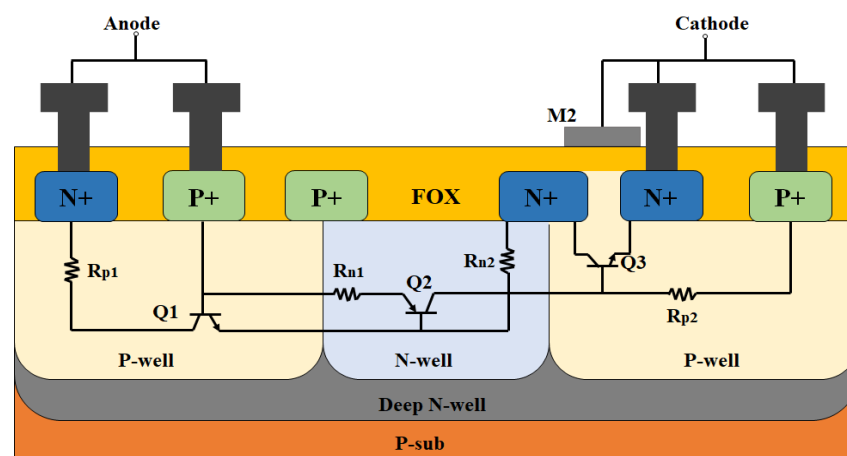 Anode
Cathode
M2
N+
P+
P+
FOX
N+
N+
P+
Rp1
Rn1
Q2
Rn2
Q3
Q1
Rp2
P-well
N-well
P-well
Deep N-well
P-sub